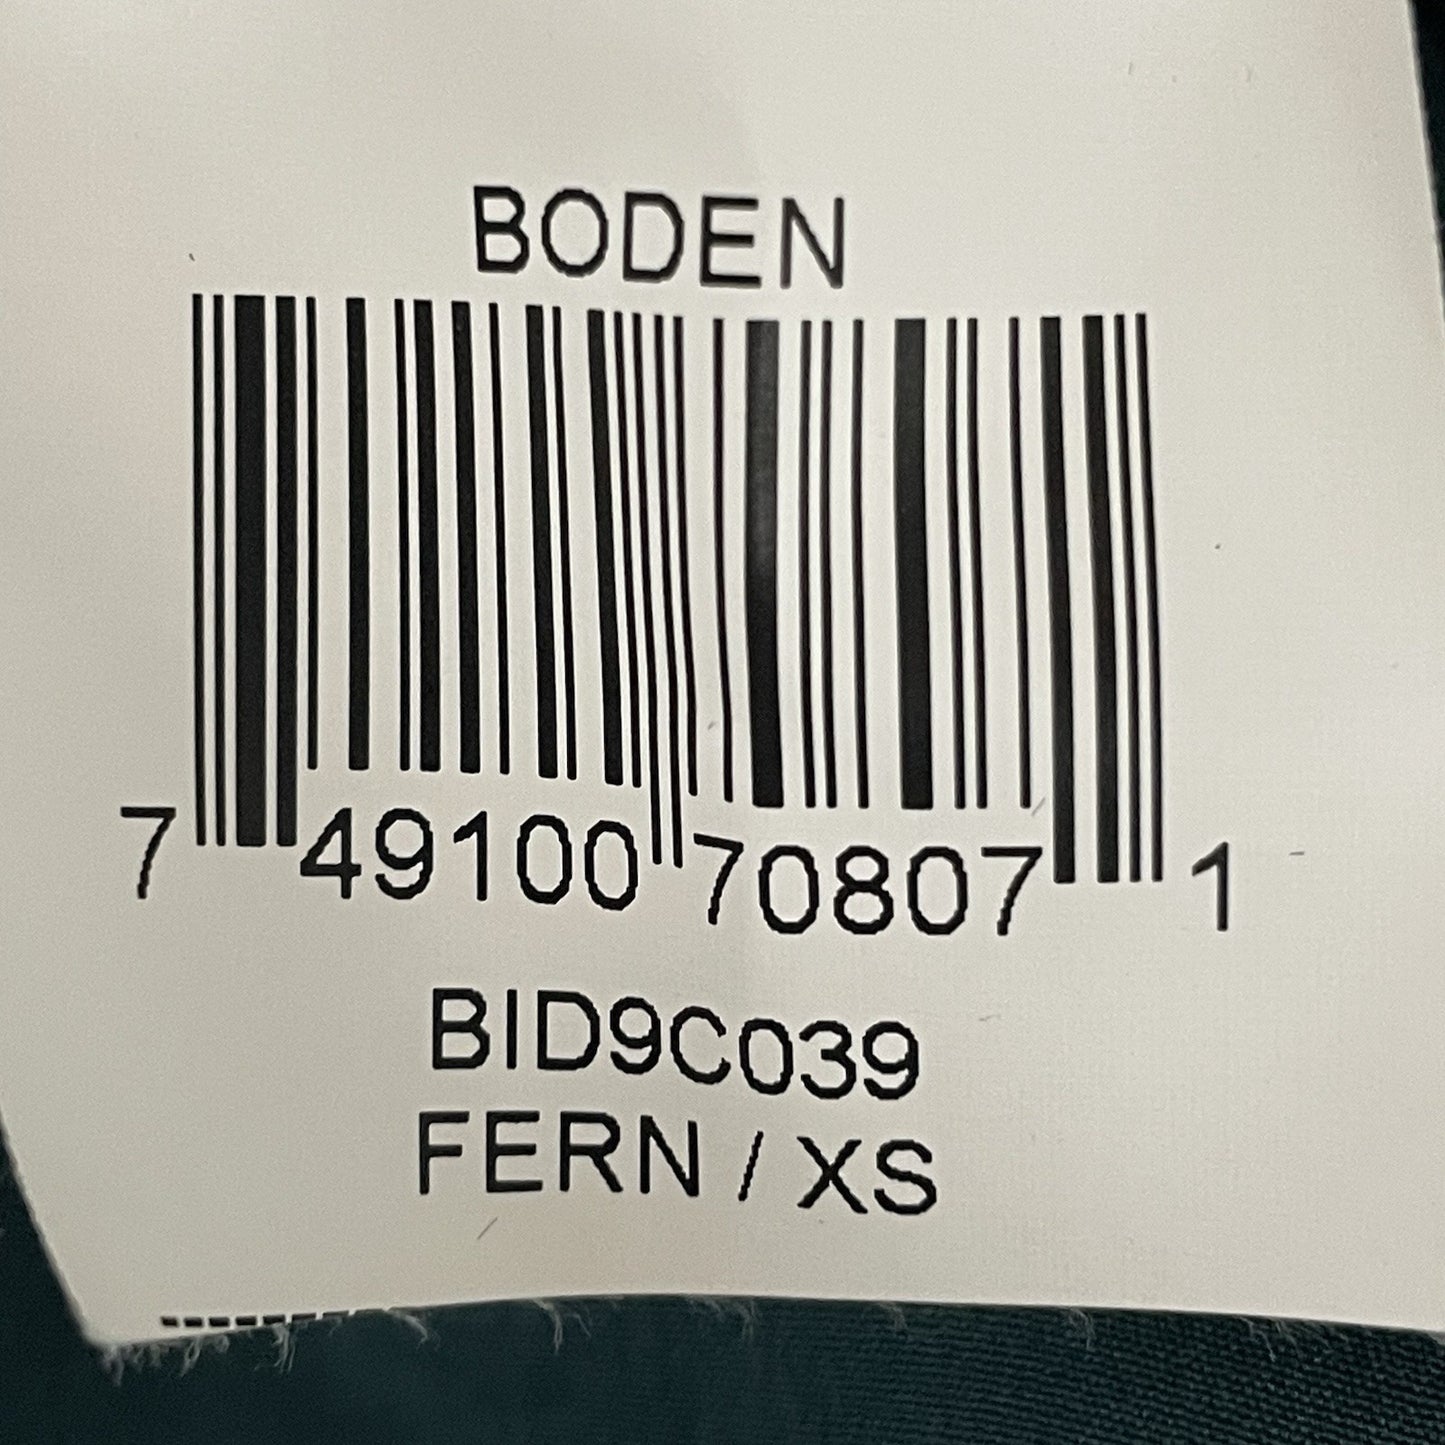 BODEN
7 49100 70807 1
BID9C039
FERN / XS